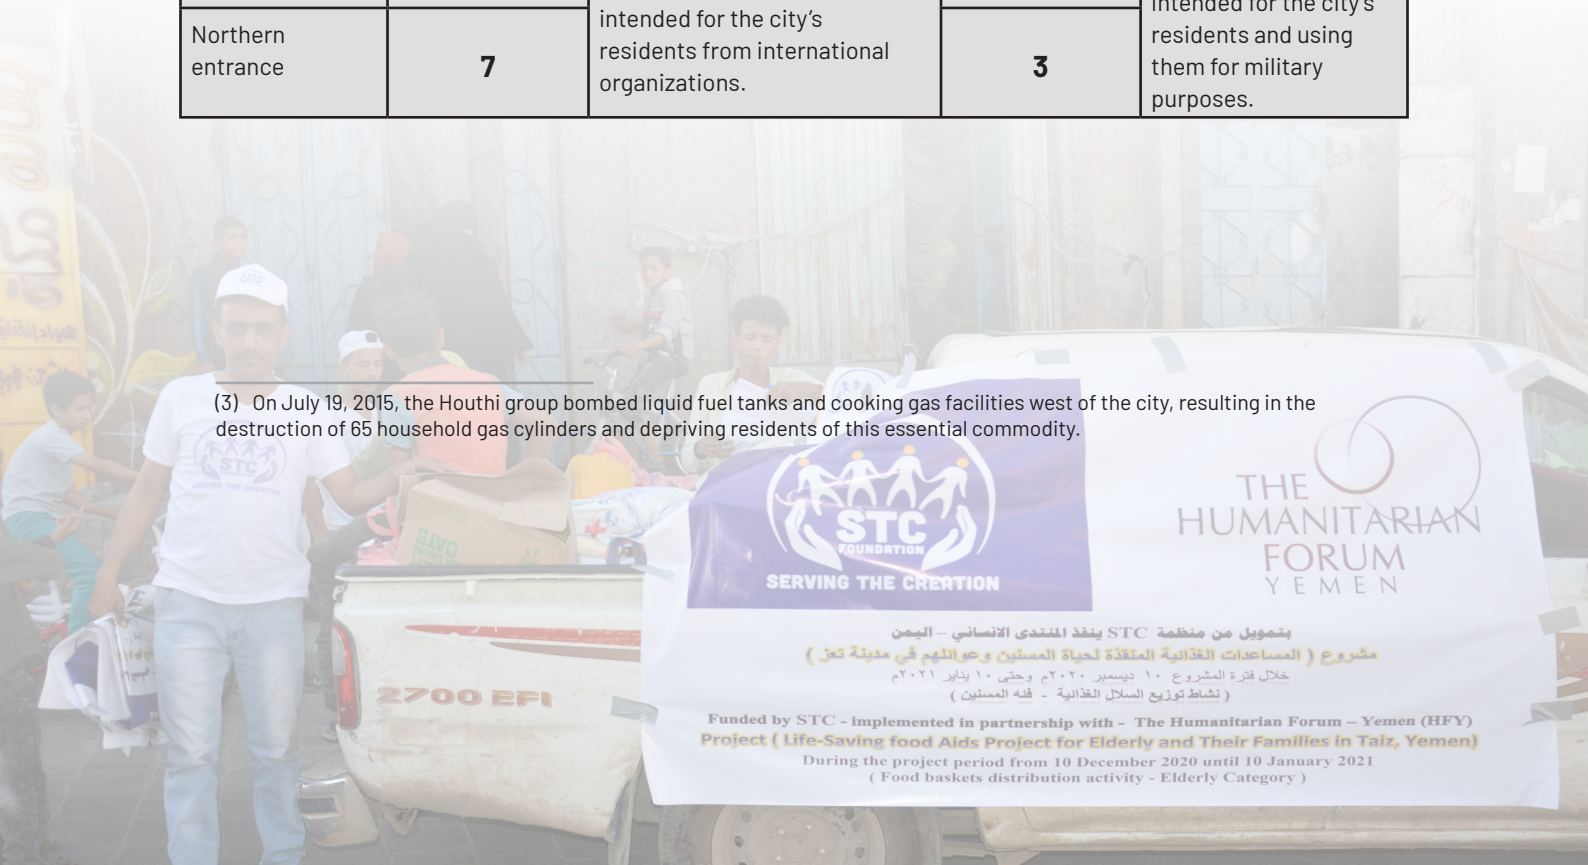 intended for the city's
intended for the city's
Northern
entrance
7
residents from international
organizations.
3
residents and using
them for military
purposes.
(3) On July 19, 2015, the Houthi group bombed liquid fuel tanks and cooking gas facilities west of the city, resulting in the
destruction of 65 household gas cylinders and depriving residents of this essential commodity.
STC
SERVING THE CREATION
DATE
2700 EFI
STC
FOUNDATION
SERVING THE CREATION
THE
HUMANITARIAN
FORUM
YEMEN
بتمويل من منظمة STC ينفذ المنتدى الانساني – اليمن
مشروع ( المساعدات الغذائية المنقذة لحياة المسنين وعوائلهم في مدينة تعز )
خلال فترة المشروع ١٠ ديسمبر ٢٠٢٠م وحتى ١٠ يناير ٢٠٢١م
( نشاط توزيع السلال الغذائية - فئه المسنين )
Funded by STC - implemented in partnership with - The Humanitarian Forum – Yemen (HFY)
Project ( Life-Saving food Aids Project for Elderly and Their Families in Taiz, Yemen)
During the project period from 10 December 2020 until 10 January 2021
( Food baskets distribution activity - Elderly Category )